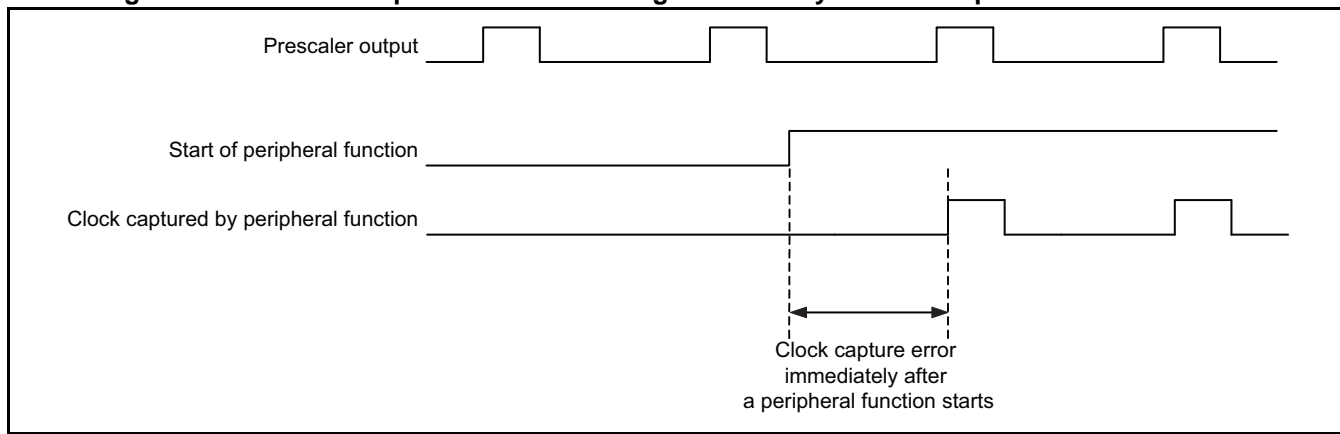 Prescaler output
Start of peripheral function
Clock captured by peripheral function
Clock capture error
immediately after
a peripheral function starts